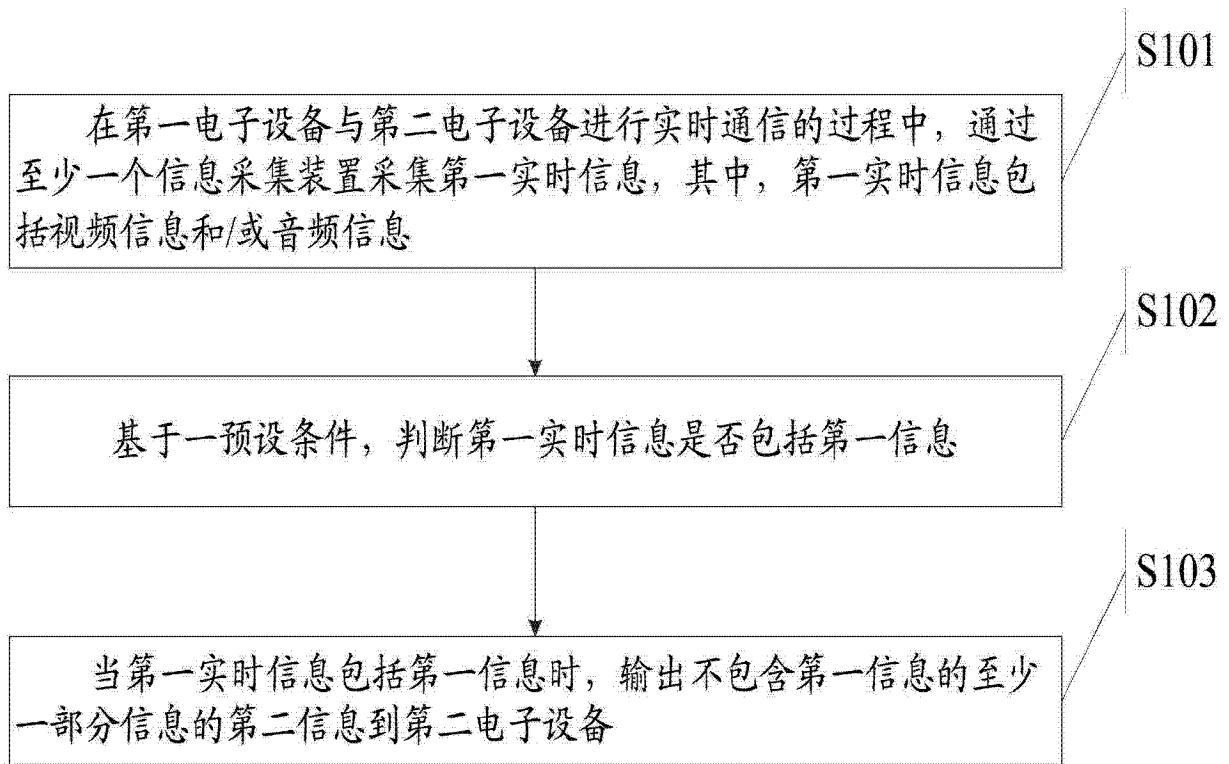 S101
在第一电子设备与第二电子设备进行实时通信的过程中，通过
至少一个信息采集装置采集第一实时信息，其中，第一实时信息包
括视频信息和/或音频信息
S102
基于一预设条件，判断第一实时信息是否包括第一信息
S103
当第一实时信息包括第一信息时，输出不包含第一信息的至少
一部分信息的第二信息到第二电子设备